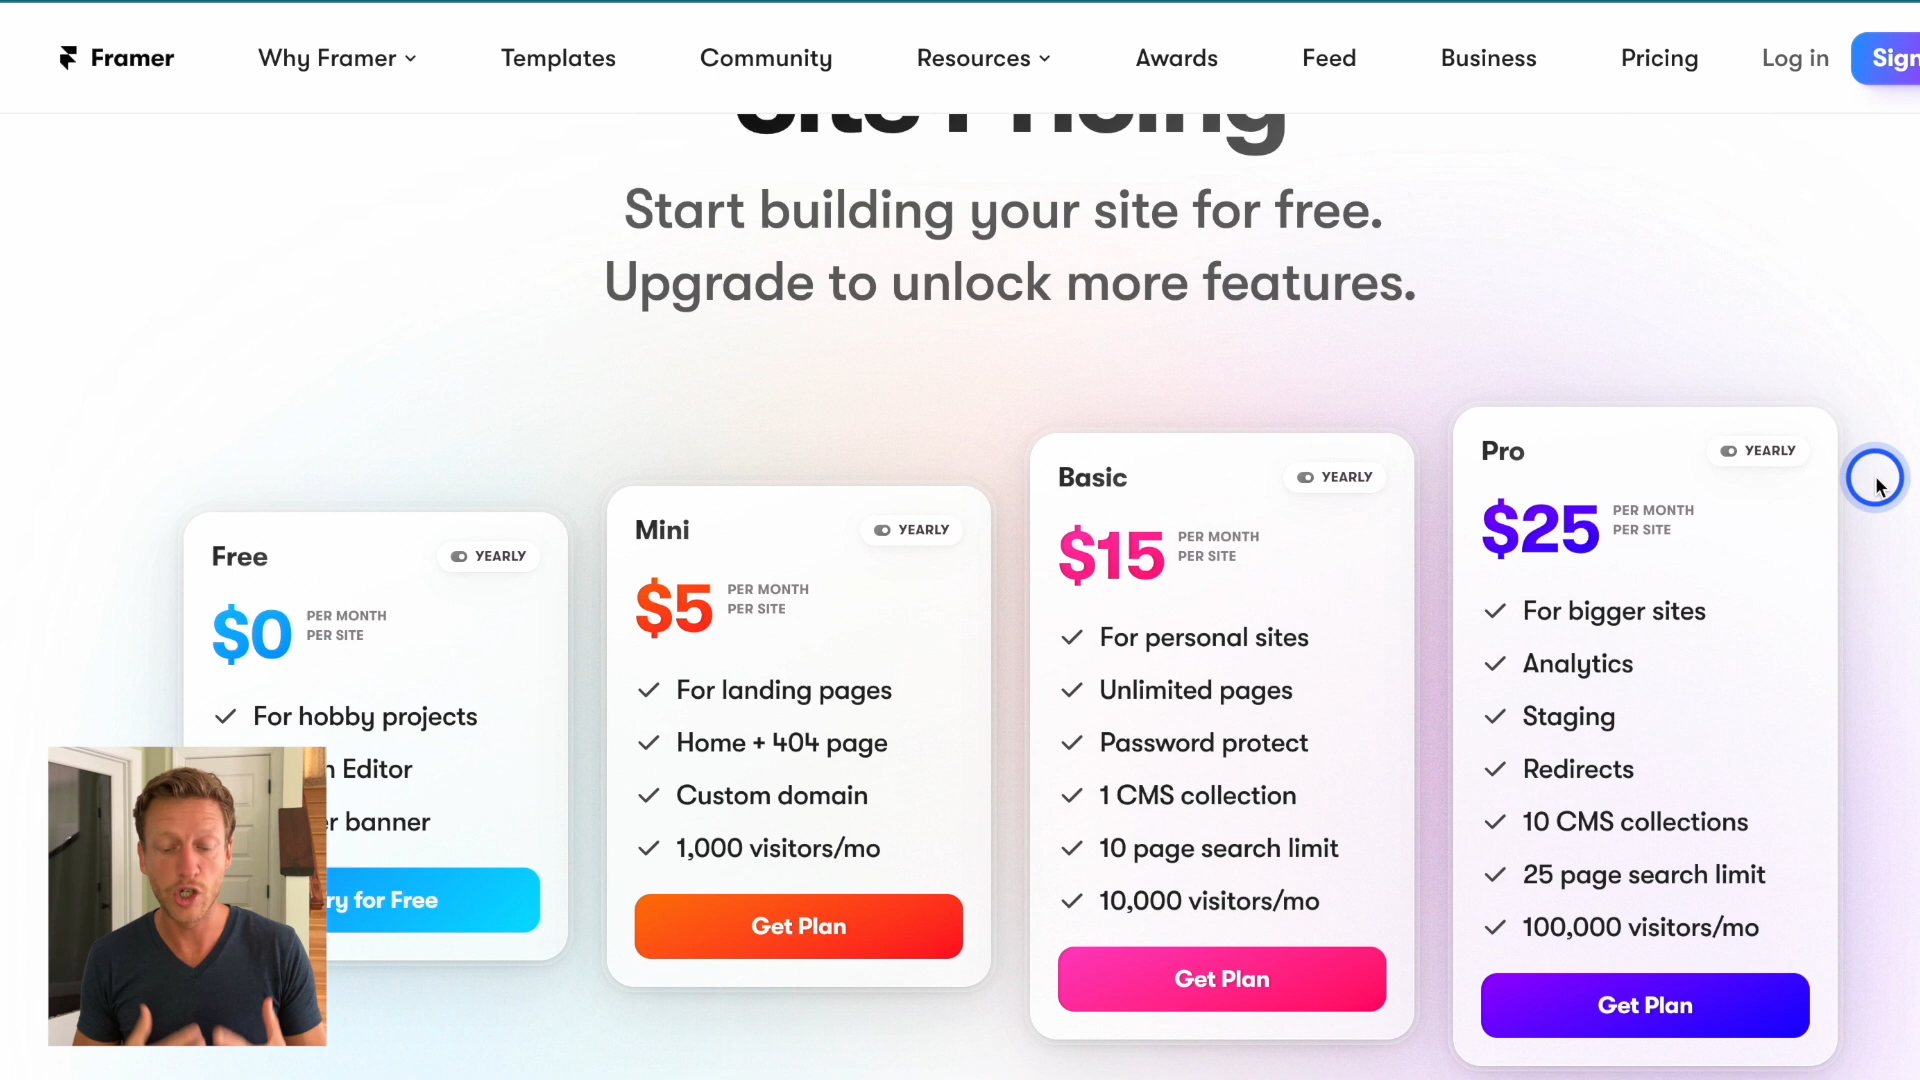 Framer
Why Framer
Templates
Community
Resources
Awards
Feed
Business
Pricing
Log in
Sign
Site Pricing
Start building your site for free.
Upgrade to unlock more features.
Free
YEARLY
$0
PER MONTH
PER SITE
For hobby projects
Editor
banner
for Free
Mini
YEARLY
$5
PER MONTH
PER SITE
For landing pages
Home + 404 page
Custom domain
1,000 visitors/mo
Get Plan
Basic
YEARLY
$15
PER MONTH
PER SITE
For personal sites
Unlimited pages
Password protect
1 CMS collection
10 page search limit
10,000 visitors/mo
Get Plan
Pro
YEARLY
$25
PER MONTH
PER SITE
For bigger sites
Analytics
Staging
Redirects
10 CMS collections
25 page search limit
100,000 visitors/mo
Get Plan